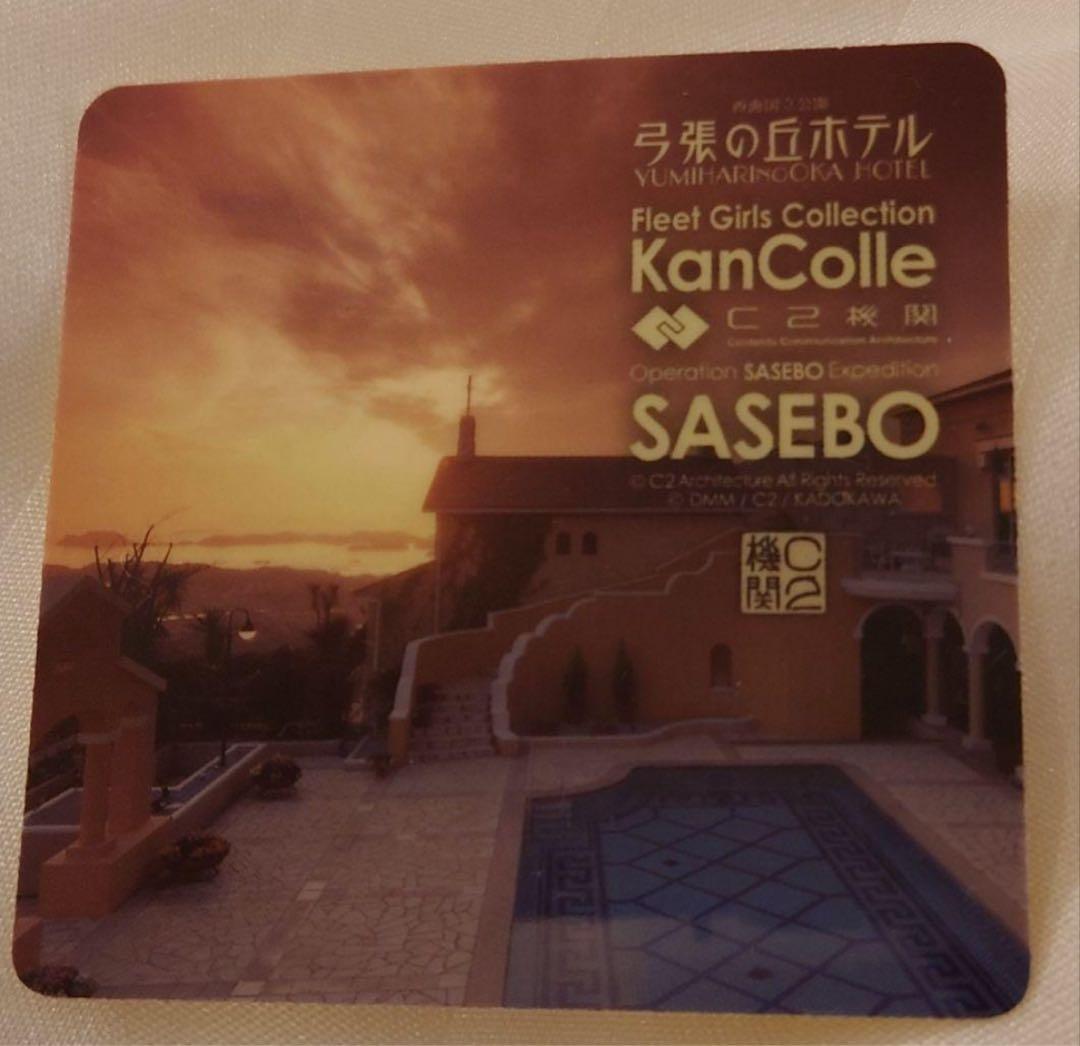 西海国立公園
弓張の丘ホテル
YUMIHARINOOKA HOTEL
Fleet Girls Collection
KanColle
C2機関
Contents Communication Architecture
Operation SASEBO Expedition
SASEBO
© C2 Architecture All Rights Reserved
© DMM / C2 / KADOKAWA
機関 C2